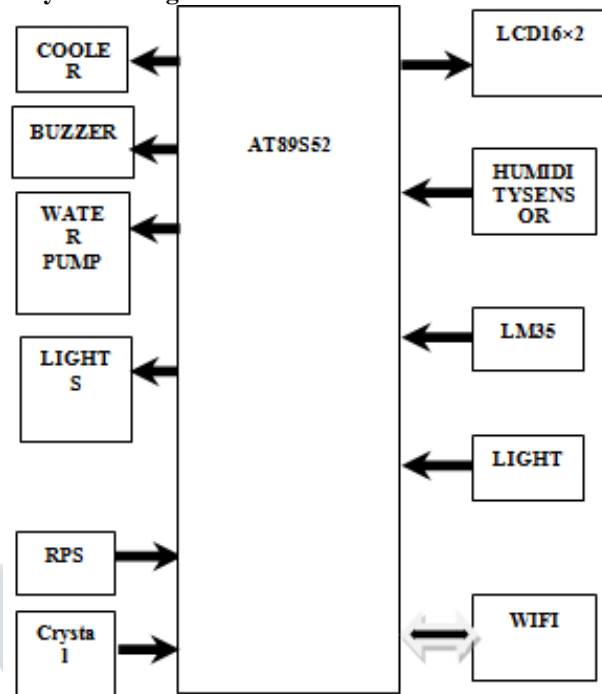 COOLE
R
BUZZER
WATE
R
PUMP
LIGHT
S
RPS
Crysta
l
AT89S52
LCD16×2
HUMIDI
TYSENS
OR
LM35
LIGHT
WIFI